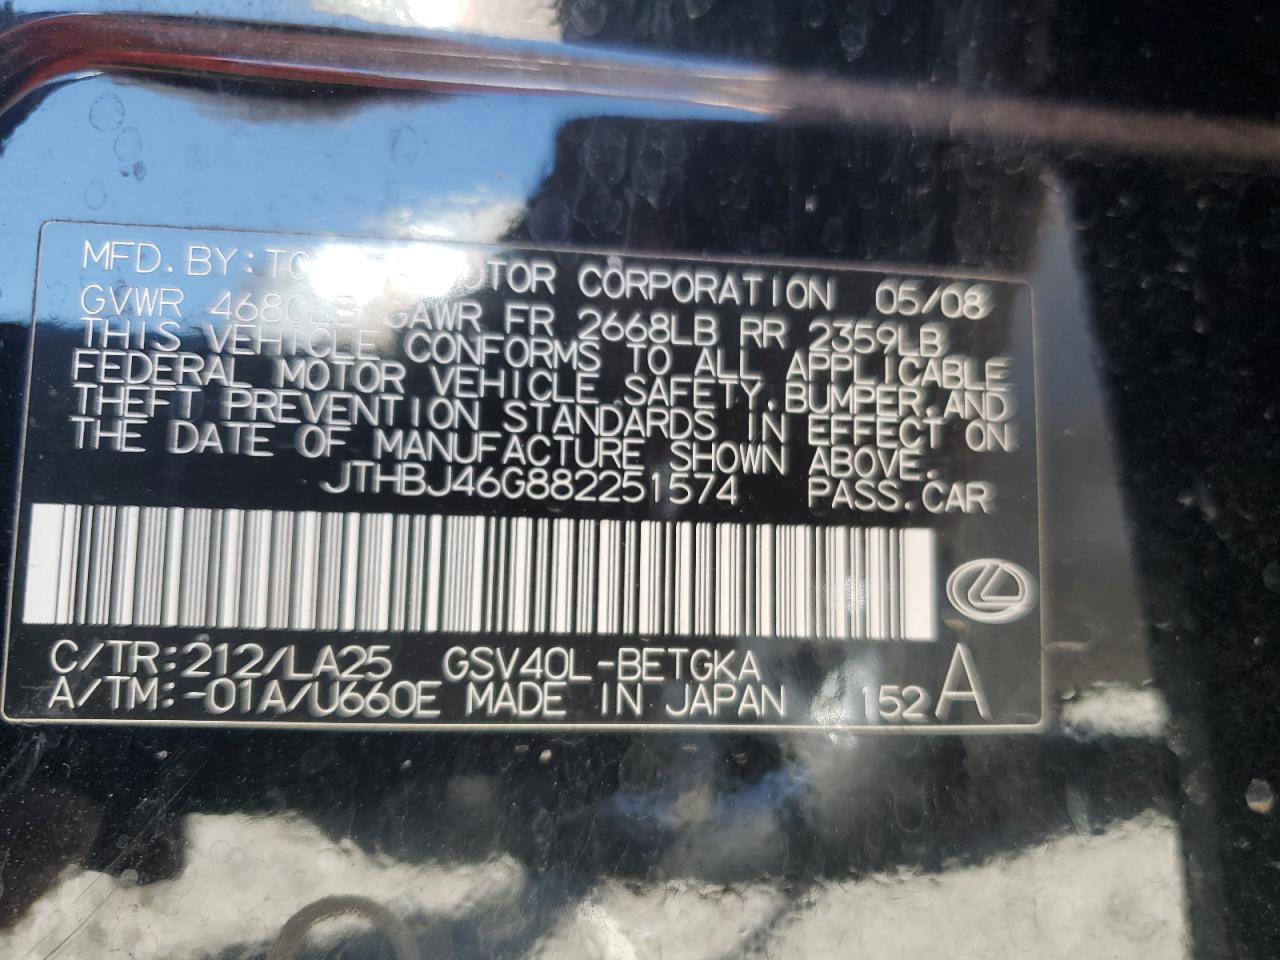 MFD. BY: TOYOTA MOTOR CORPORATION 05/08
GVWR 4680LB GAWR FR 2668LB RR 2359LB
THIS VEHICLE CONFORMS TO ALL APPLICABLE
FEDERAL MOTOR VEHICLE SAFETY, BUMPER, AND
THEFT PREVENTION STANDARDS IN EFFECT ON
THE DATE OF MANUFACTURE SHOWN ABOVE.
JTHBJ46G882251574 PASS. CAR
C/TR: 212/LA25 GSV40L-BETGKA
A/TM: -01A/U660E MADE IN JAPAN 152 A